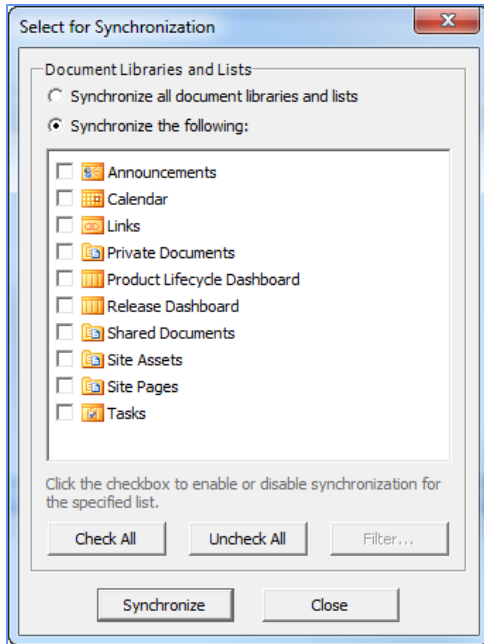 Select for Synchronization
Document Libraries and Lists
Synchronize all document libraries and lists
Synchronize the following:
Announcements
Calendar
Links
Private Documents
Product Lifecycle Dashboard
Release Dashboard
Shared Documents
Site Assets
Site Pages
Tasks
Click the checkbox to enable or disable synchronization for
the specified list.
Check All Uncheck All Filter...
Synchronize Close